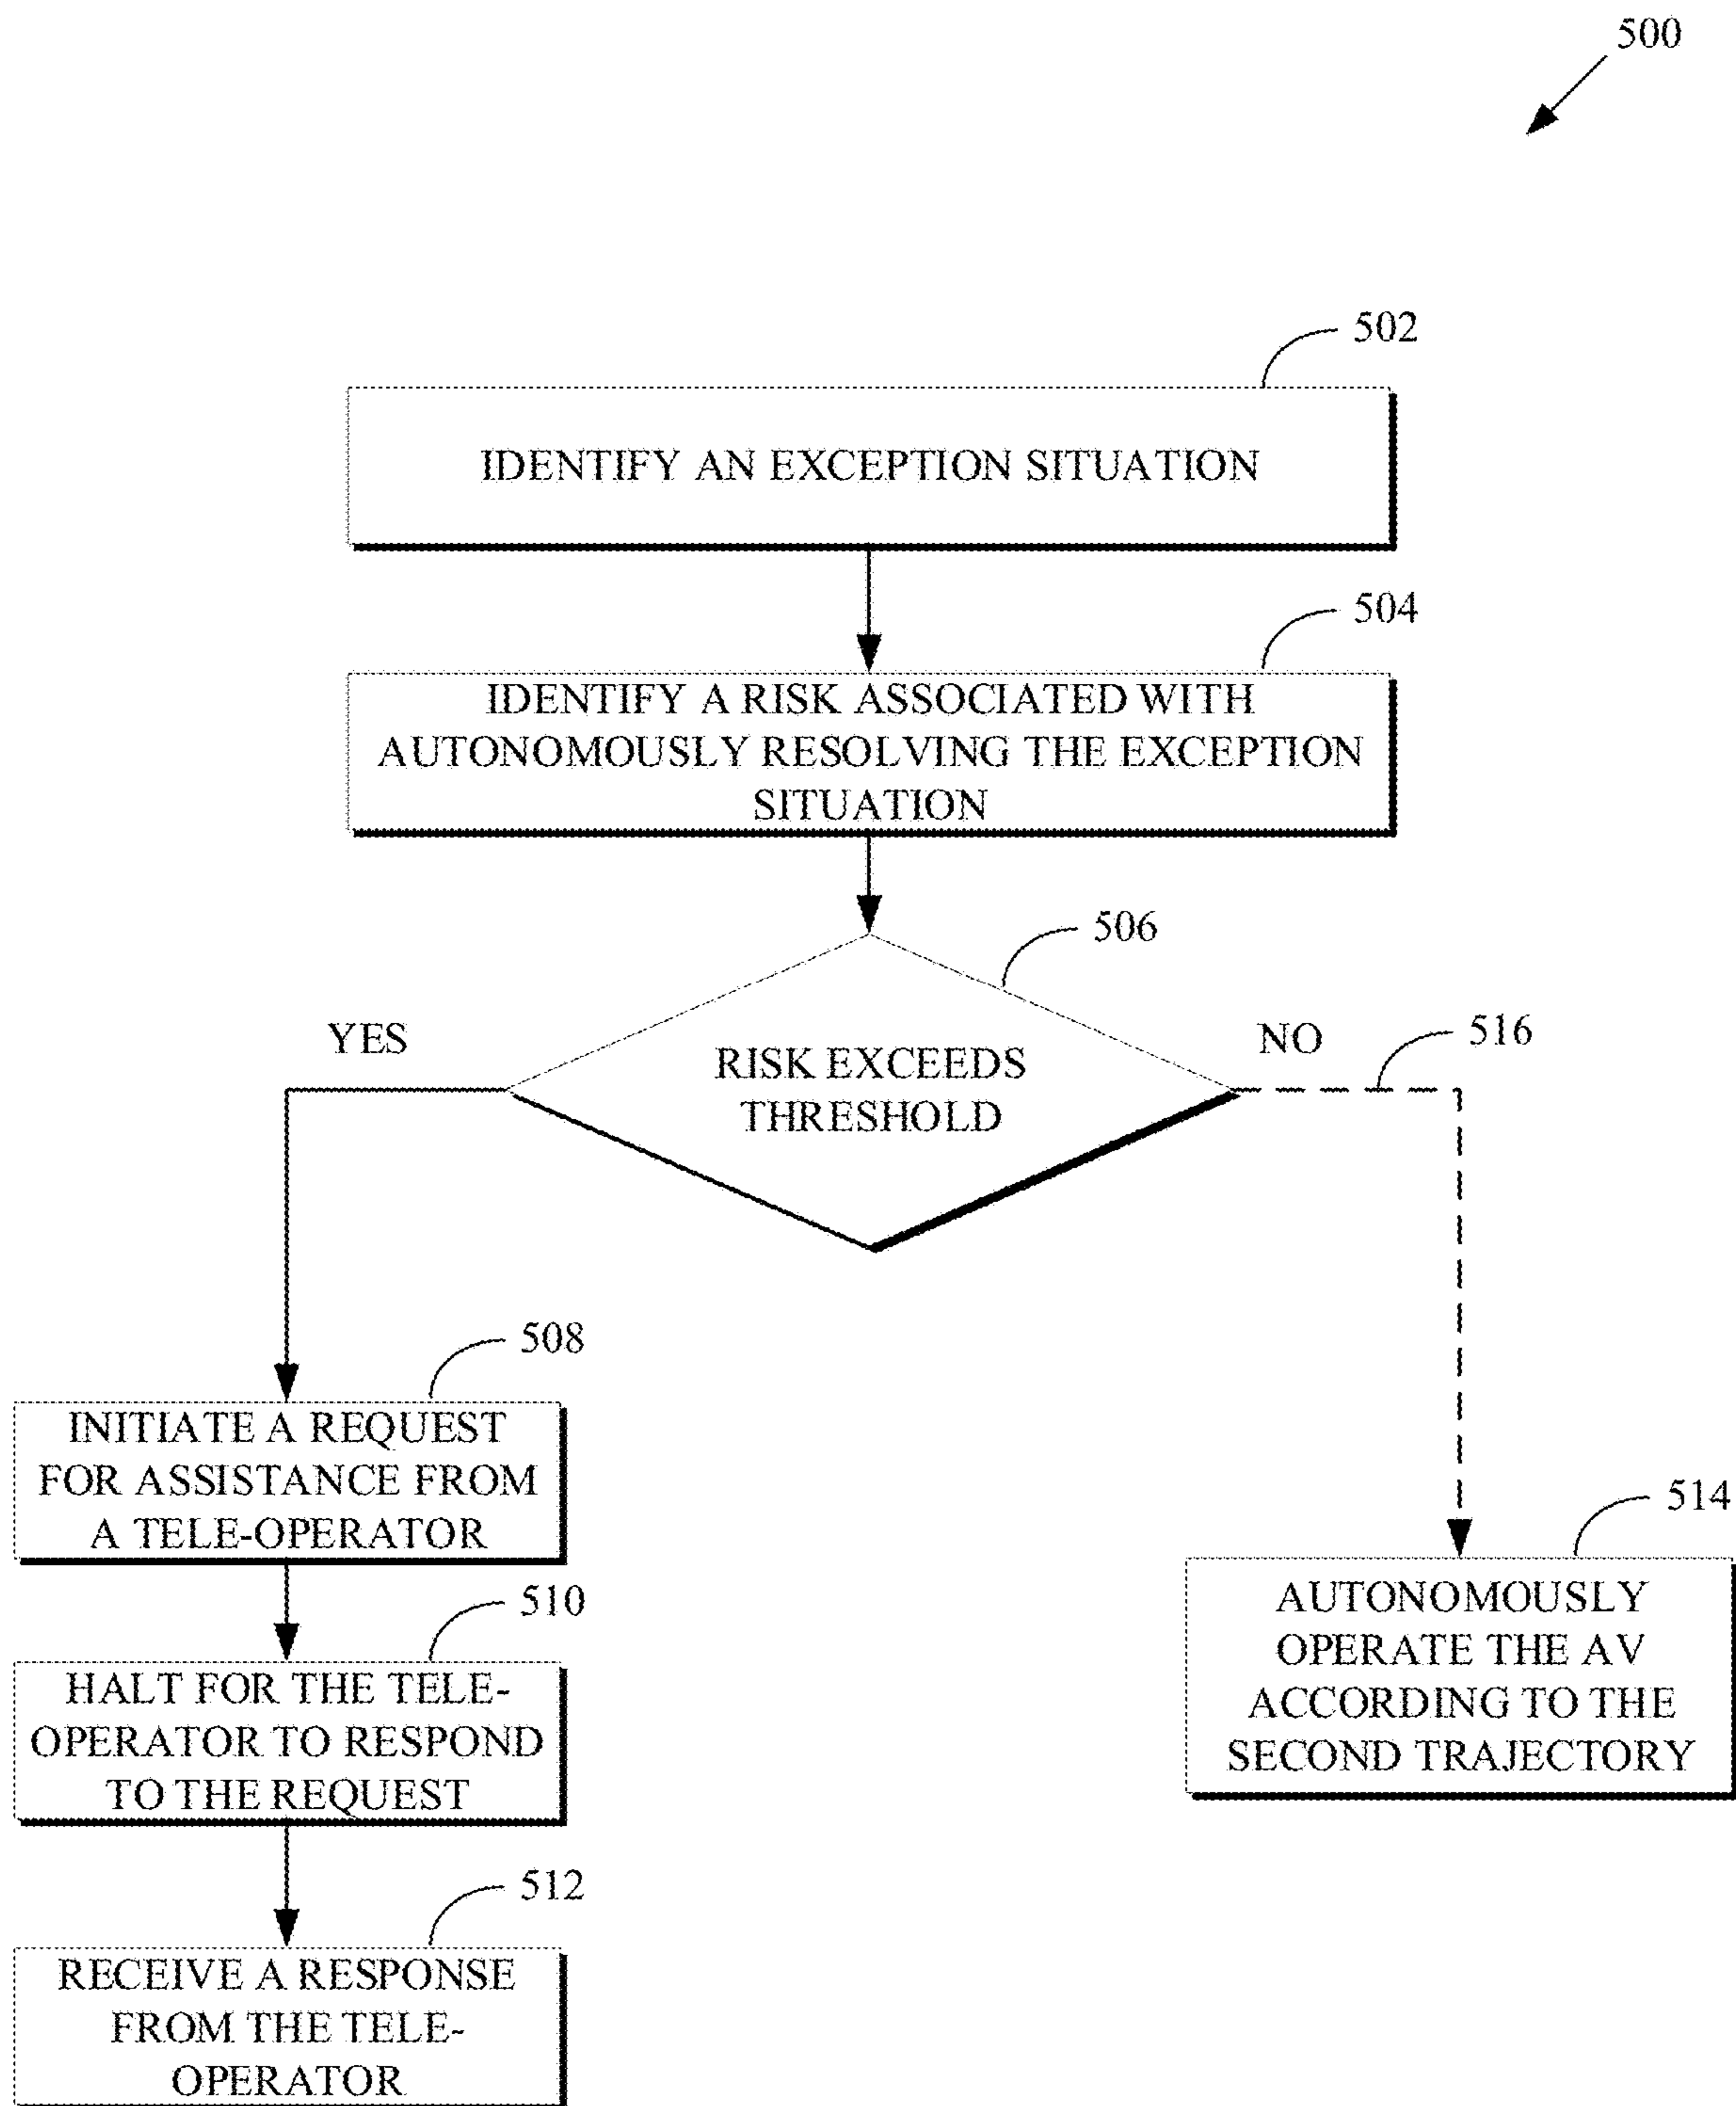 500
502
IDENTIFY AN EXCEPTION SITUATION
504
IDENTIFY A RISK ASSOCIATED WITH
AUTONOMOUSLY RESOLVING THE EXCEPTION
SITUATION
506
YES
RISK EXCEEDS
THRESHOLD
NO
516
508
INITIATE A REQUEST
FOR ASSISTANCE FROM
A TELE-OPERATOR
510
HALT FOR THE TELE-
OPERATOR TO RESPOND
TO THE REQUEST
512
RECEIVE A RESPONSE
FROM THE TELE-
OPERATOR
514
AUTONOMOUSLY
OPERATE THE AV
ACCORDING TO THE
SECOND TRAJECTORY